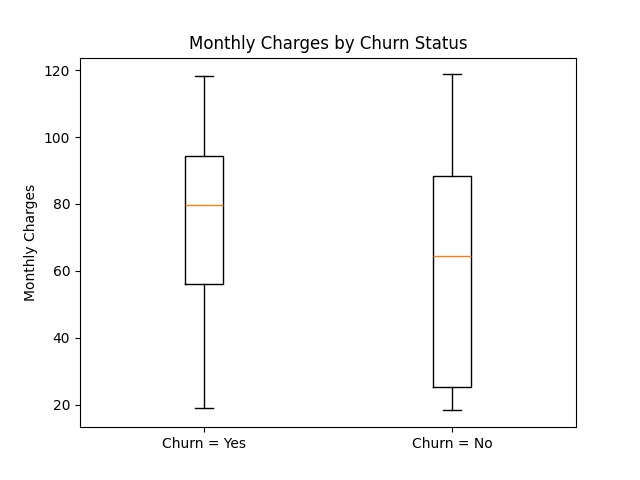 Monthly Charges by Churn Status
Monthly Charges
120
100
80
60
40
20
Churn = Yes
Churn = No